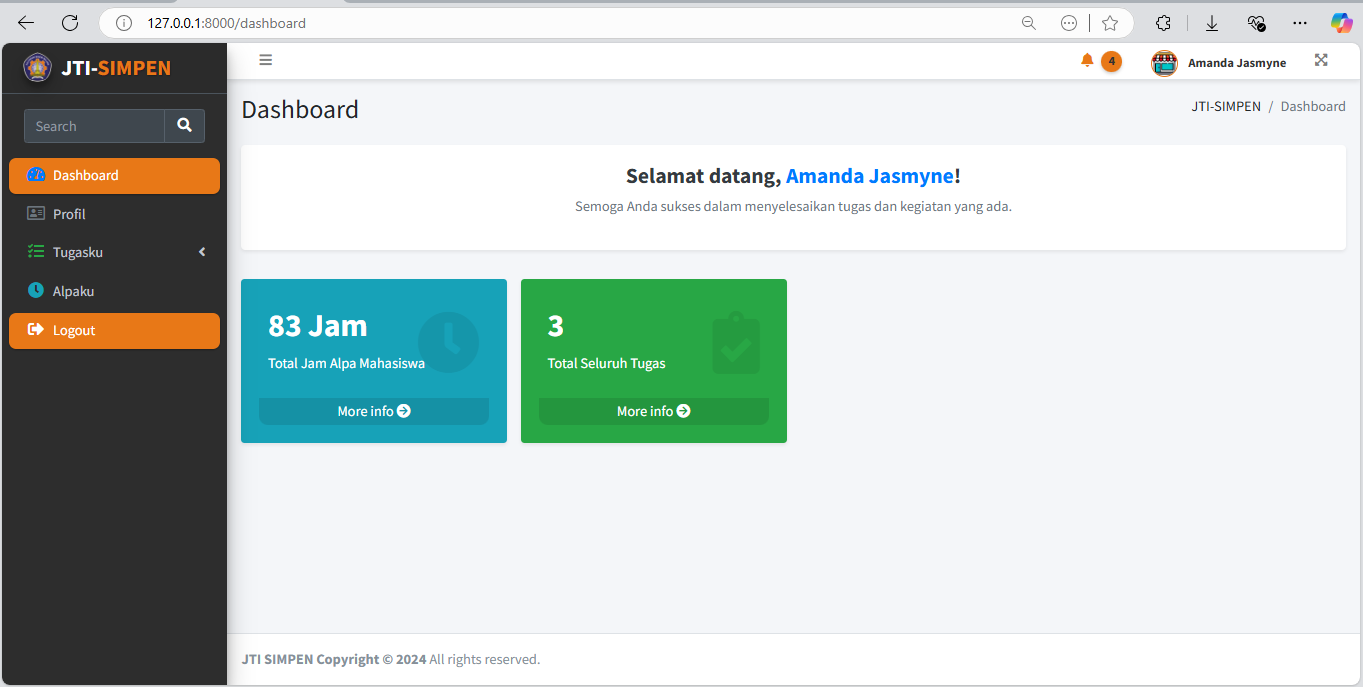 127.0.0.1:8000/dashboard
JTI-SIMPEN
4
Amanda Jasmyne
Search
Dashboard
Profil
Tugasku
Alpaku
Logout
Dashboard
JTI-SIMPEN / Dashboard
Selamat datang, Amanda Jasmyne!
Semoga Anda sukses dalam menyelesaikan tugas dan kegiatan yang ada.
83 Jam
Total Jam Alpa Mahasiswa
More info
3
Total Seluruh Tugas
More info
JTI SIMPEN Copyright © 2024 All rights reserved.